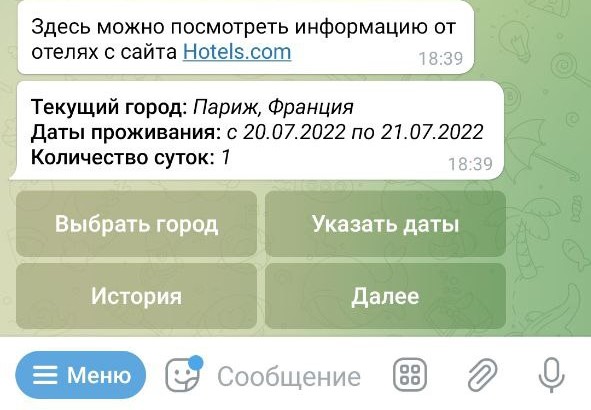 Здесь можно посмотреть информацию от
отелях с сайта Hotels.com
18:39
Текущий город: Париж, Франция
Даты проживания: с 20.07.2022 по 21.07.2022
Количество суток: 1
18:39
Выбрать город
Указать даты
История
Далее
Меню
Сообщение